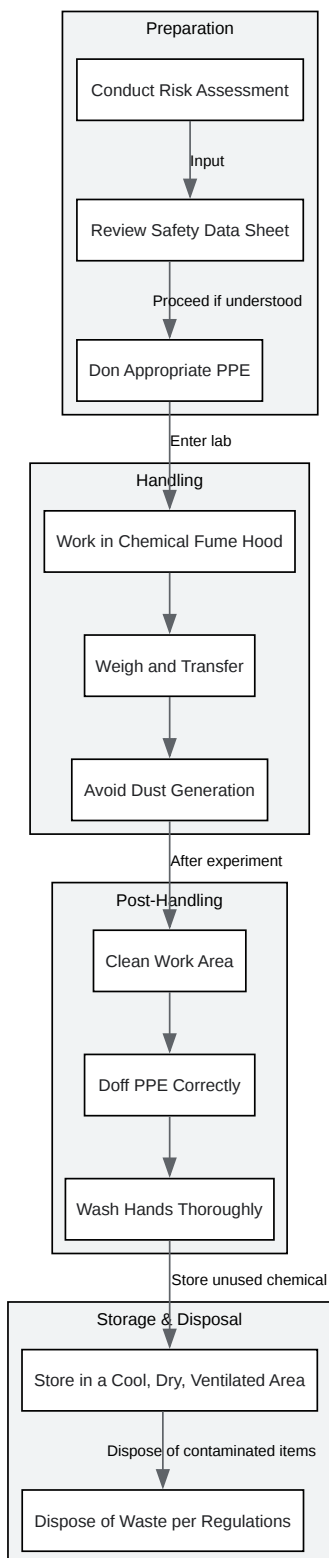 Preparation
Conduct Risk Assessment
Input
Review Safety Data Sheet
Proceed if understood
Don Appropriate PPE
Enter lab
Handling
Work in Chemical Fume Hood
Weigh and Transfer
Avoid Dust Generation
After experiment
Post-Handling
Clean Work Area
Doff PPE Correctly
Wash Hands Thoroughly
Store unused chemical
Storage & Disposal
Store in a Cool, Dry, Ventilated Area
Dispose of contaminated items
Dispose of Waste per Regulations